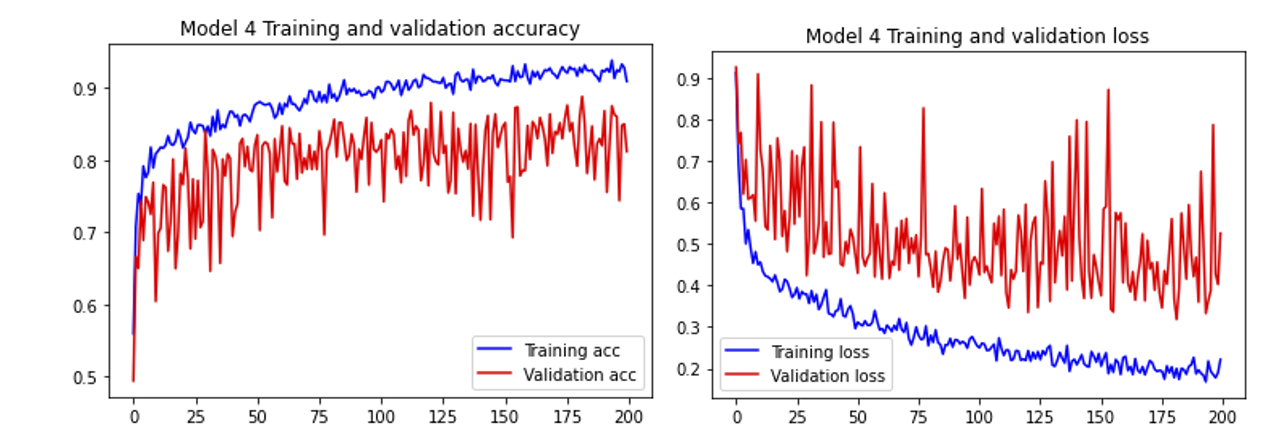 Model 4 Training and validation accuracy
0.9
0.8
0.7
0.6
0.5
0 25 50 75 100 125 150 175 200
Training acc
Validation acc
Model 4 Training and validation loss
0.9
0.8
0.7
0.6
0.5
0.4
0.3
0.2
0 25 50 75 100 125 150 175 200
Training loss
Validation loss